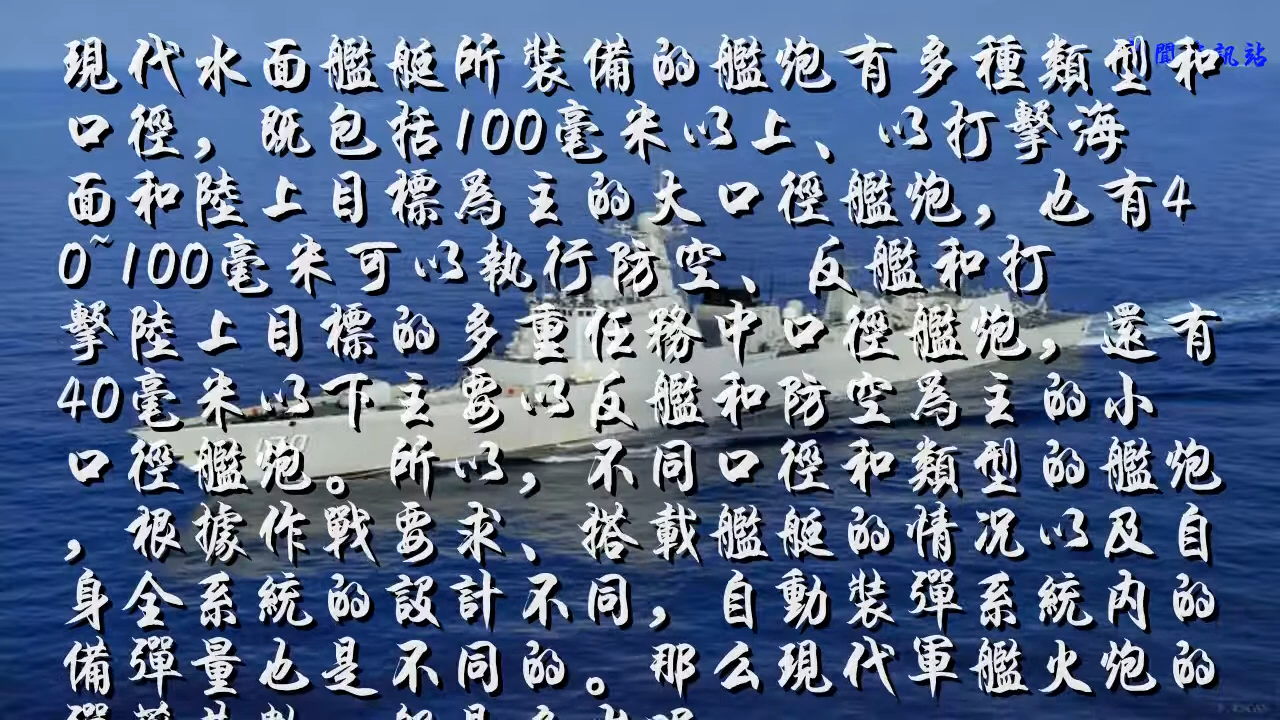 現代水面艦艇所裝備的艦炮有多種類型和
聞 訊站
口徑，既包括100毫米以上、以打擊海
面和陸上目標為主的大口徑艦炮，也有4
0~100毫米可以執行防空、反艦和打
擊陸上目標的多重任務中口徑艦炮，還有
40毫米以下主要以反艦和防空為主的小
口徑艦炮。所以，不同口徑和類型的艦炮
，根據作戰要求、搭載艦艇的情況以及自
身全系統的設計不同，自動裝彈系統內的
備彈量也是不同的。那么現代軍艦火炮的